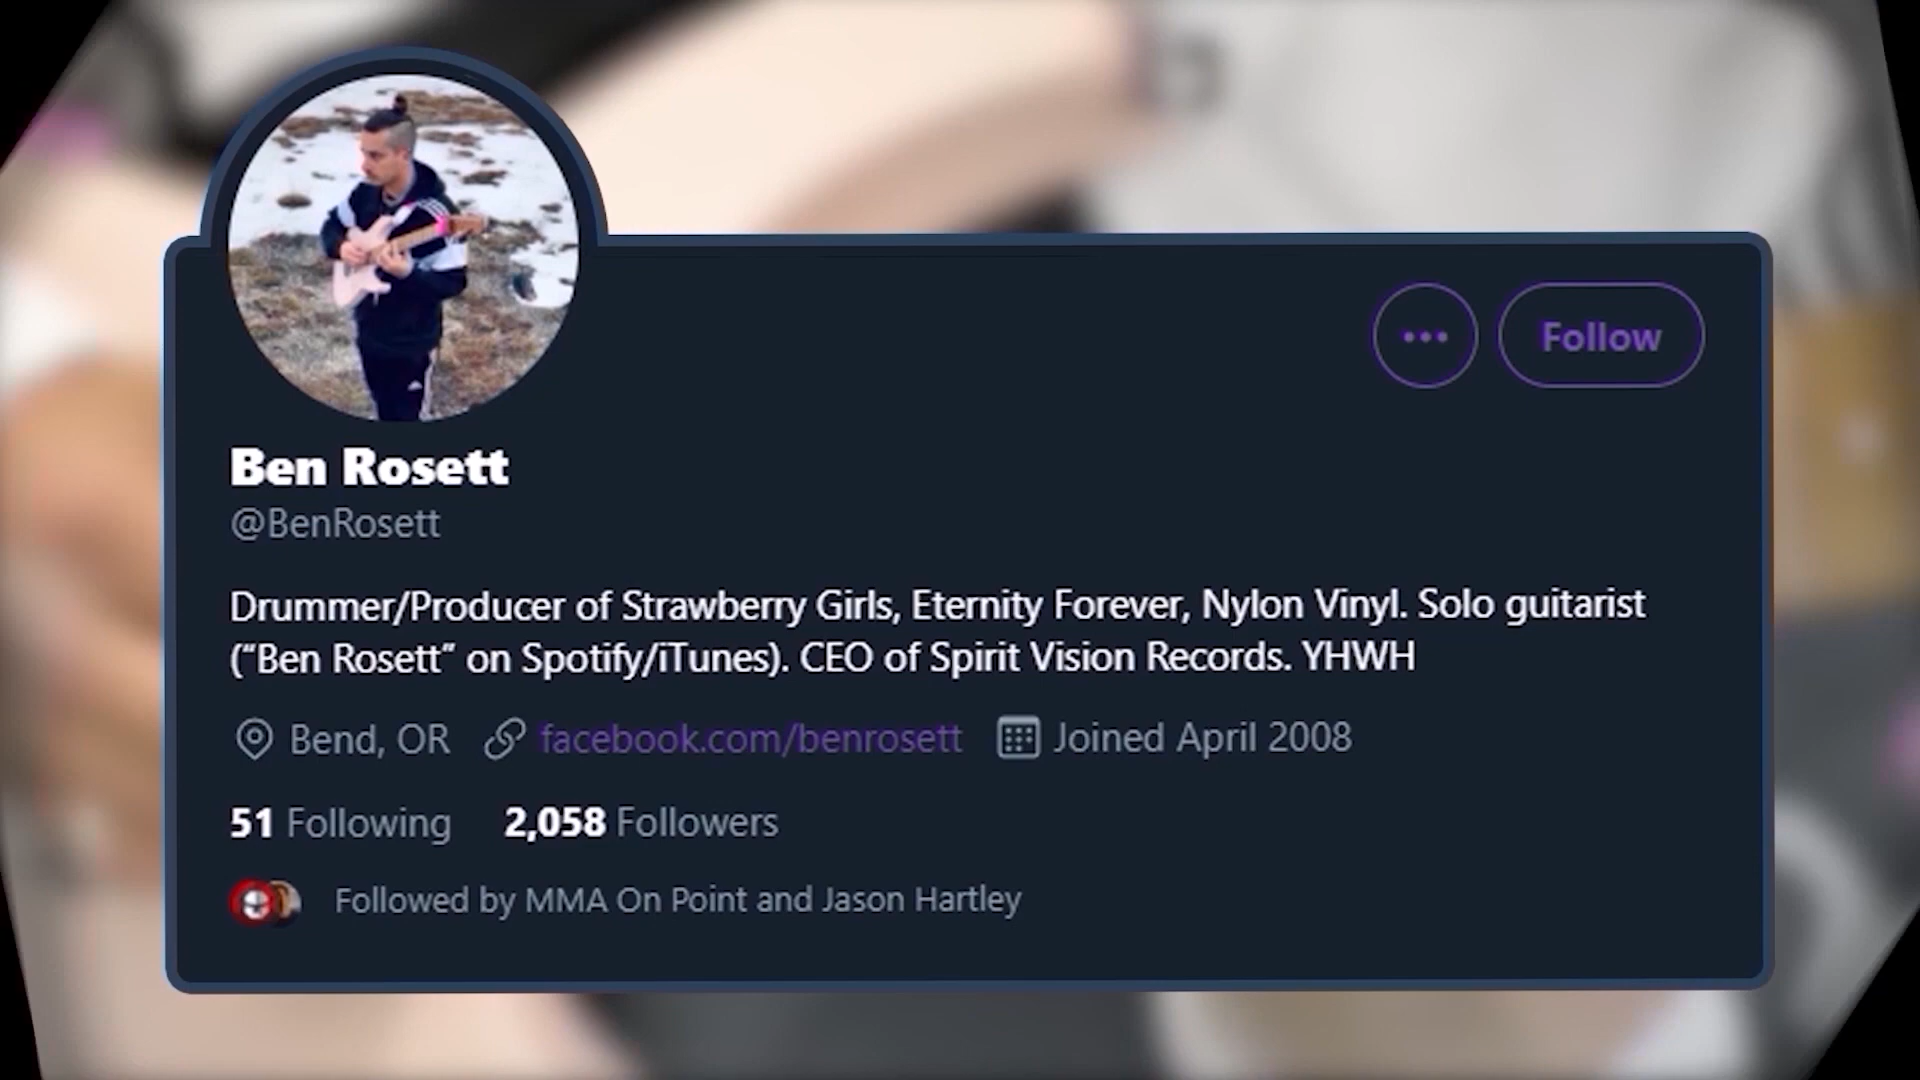 Follow
Ben Rosett
@BenRosett
Drummer/Producer of Strawberry Girls, Eternity Forever, Nylon Vinyl. Solo guitarist
(“Ben Rosett” on Spotify/iTunes). CEO of Spirit Vision Records. YHWH
Bend, OR facebook.com/benrosett Joined April 2008
51 Following 2,058 Followers
Followed by MMA On Point and Jason Hartley